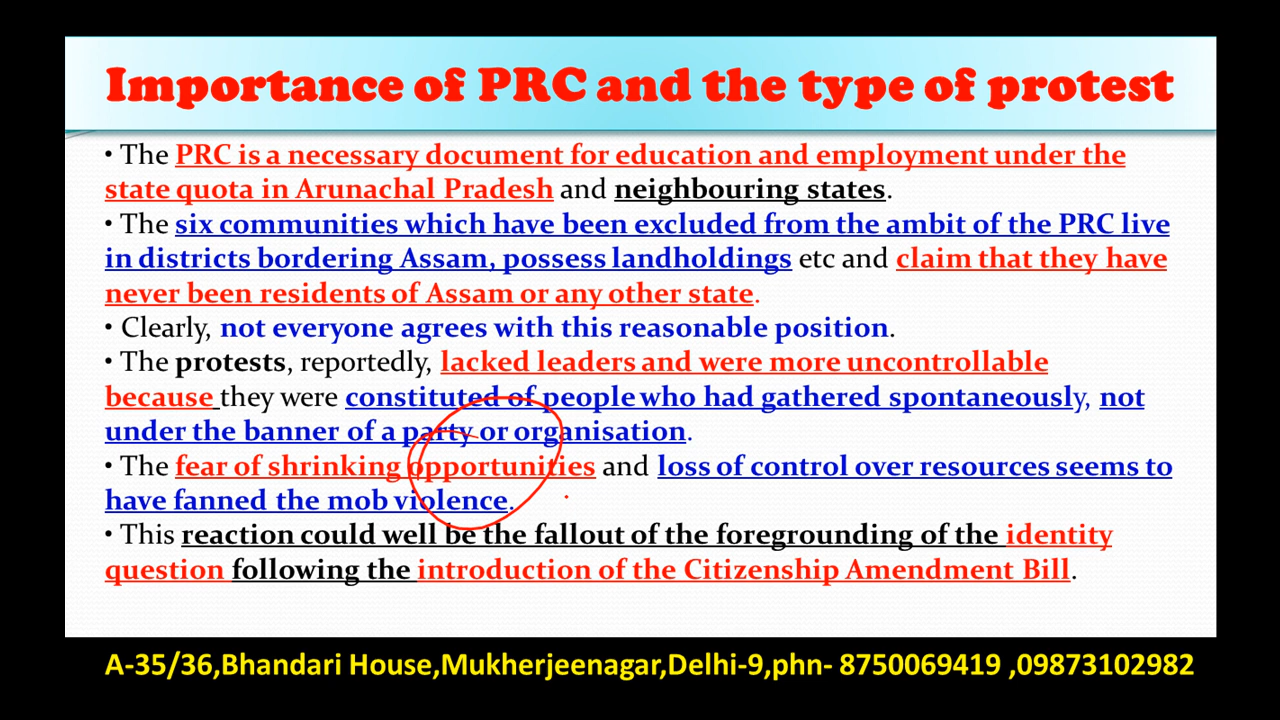 Importance of PRC and the type of protest
• The PRC is a necessary document for education and employment under the
state quota in Arunachal Pradesh and neighbouring states.
• The six communities which have been excluded from the ambit of the PRC live
in districts bordering Assam, possess landholdings etc and claim that they have
never been residents of Assam or any other state.
• Clearly, not everyone agrees with this reasonable position.
• The protests, reportedly, lacked leaders and were more uncontrollable
because they were constituted of people who had gathered spontaneously, not
under the banner of a party or organisation.
• The fear of shrinking opportunities and loss of control over resources seems to
have fanned the mob violence.
• This reaction could well be the fallout of the foregrounding of the identity
question following the introduction of the Citizenship Amendment Bill.
A-35/36,Bhandari House,Mukherjeenagar,Delhi-9,phn- 8750069419 ,09873102982